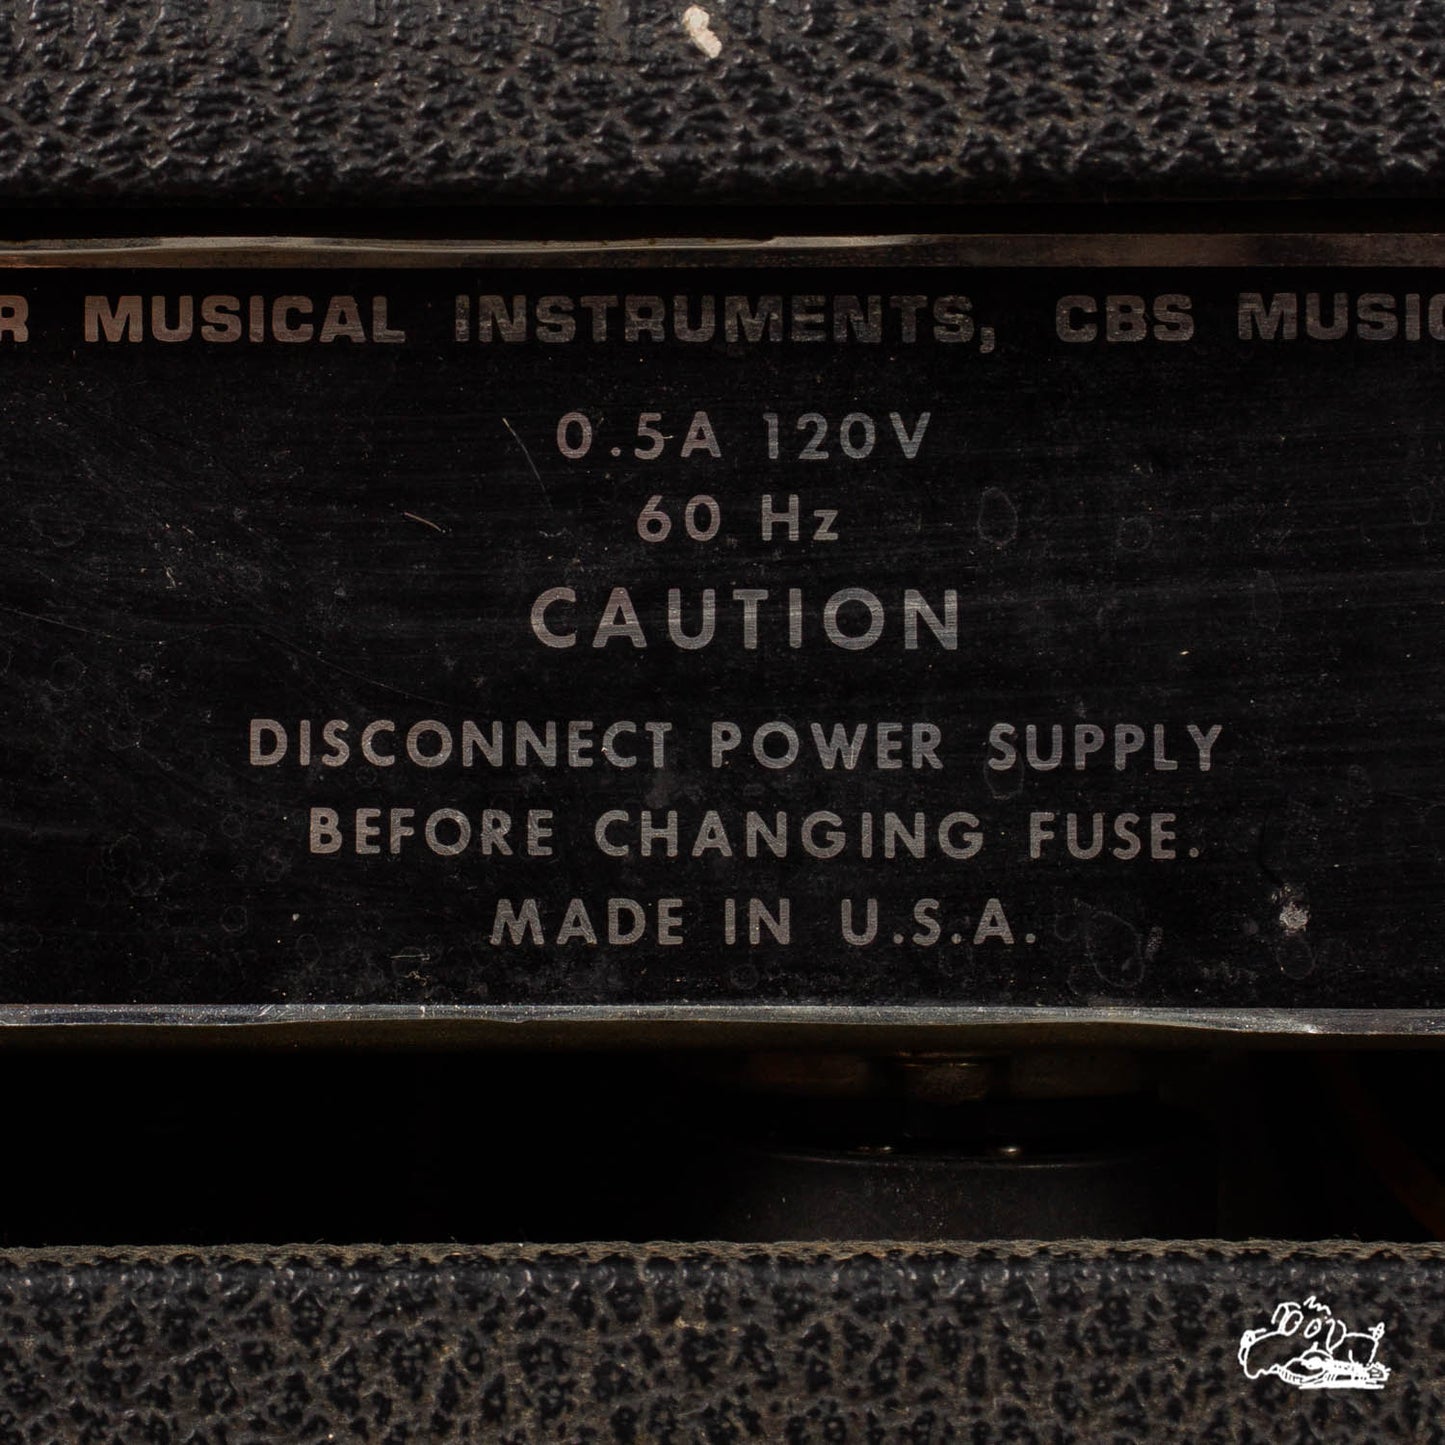 R MUSICAL INSTRUMENTS, CBS MUSIC
0.5A 120V
60 Hz
CAUTION
DISCONNECT POWER SUPPLY
BEFORE CHANGING FUSE.
MADE IN U.S.A.